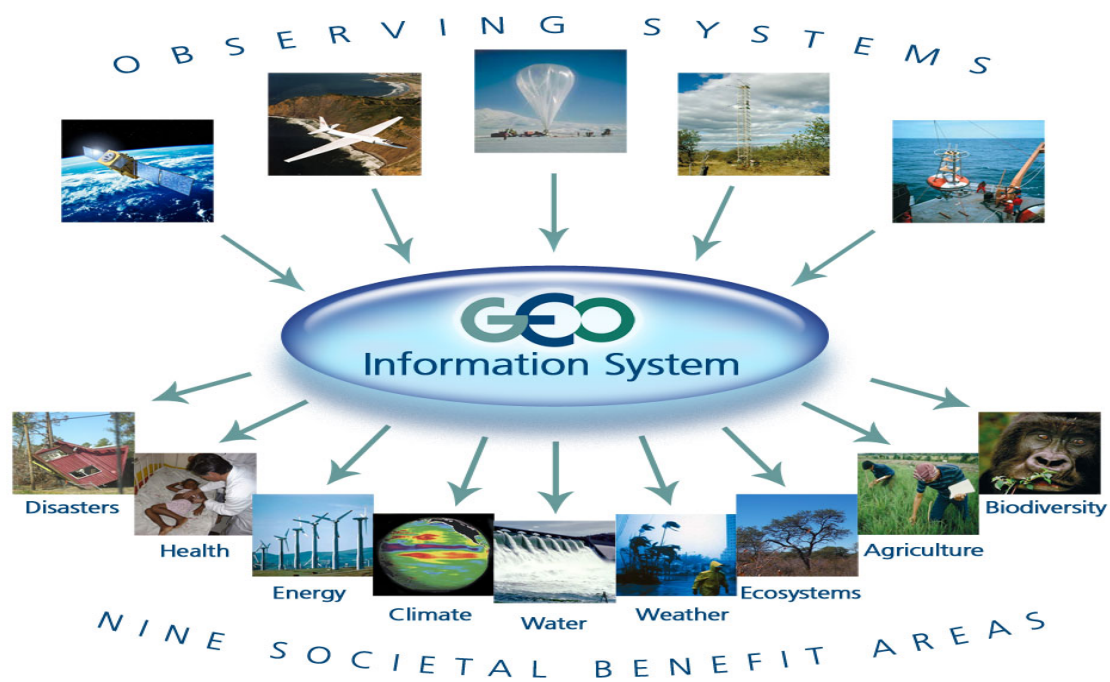 OBSERVING SYSTEMS
GEO
Information System
Disasters
Health
Energy
Climate
Water
Weather
Ecosystems
Agriculture
Biodiversity
NINE SOCIETAL BENEFIT AREAS